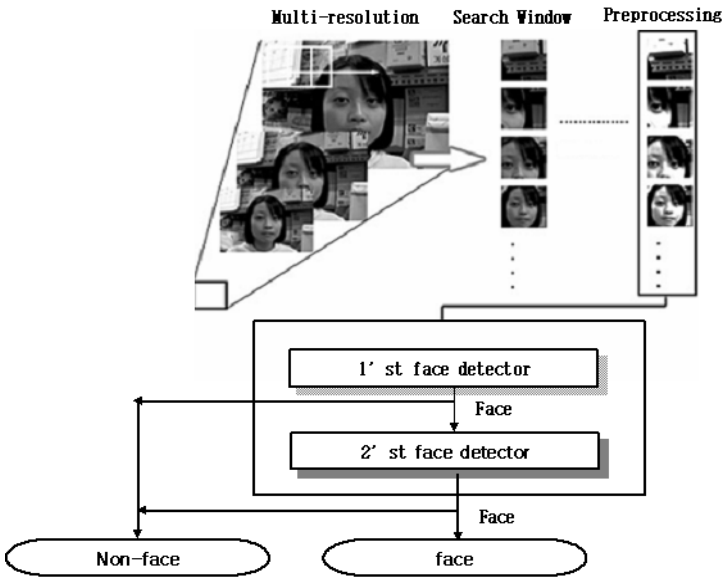 Multi-resolution
Search Window
Preprocessing
1' st face detector
Face
2' st face detector
Face
Non-face
face